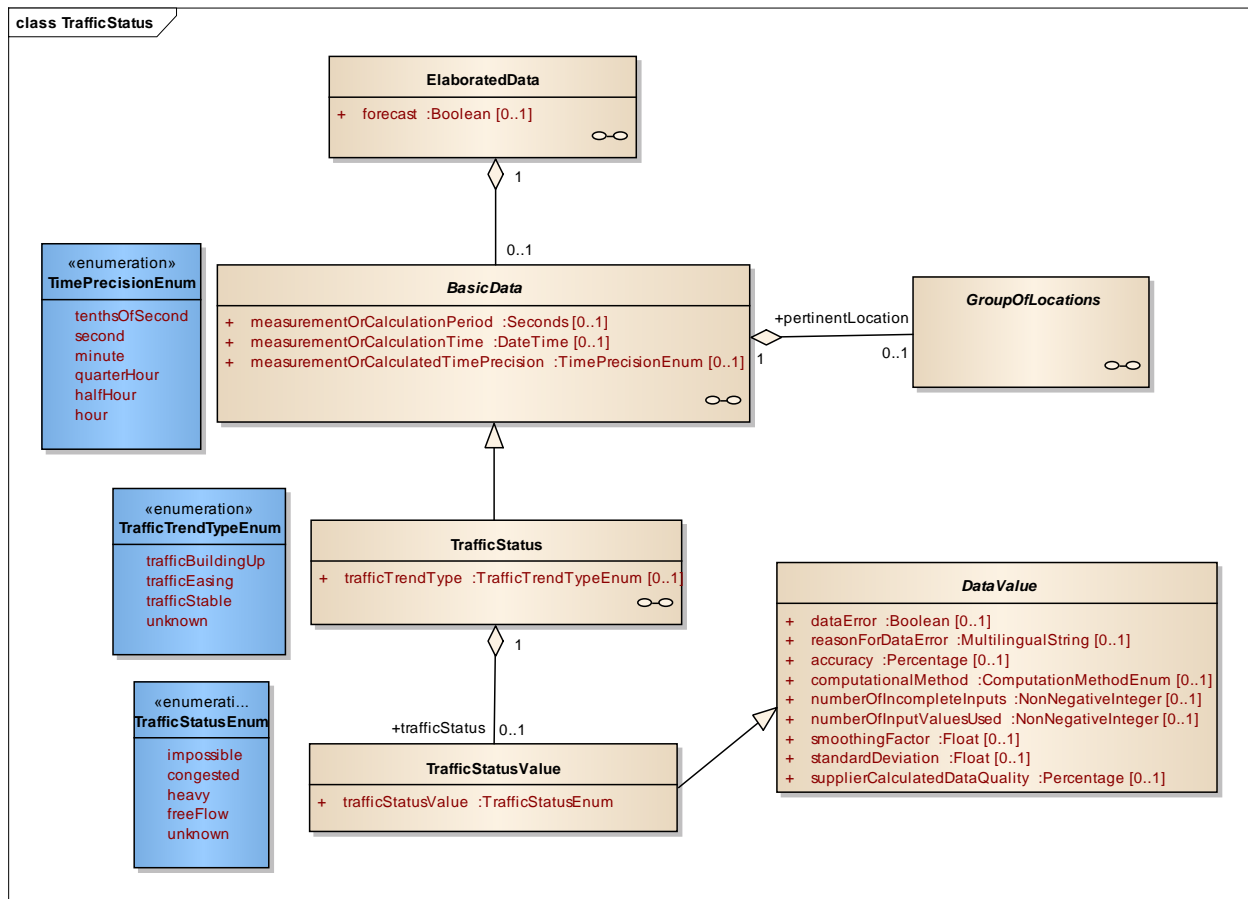 class TrafficStatus
ElaboratedData
+ forecast :Boolean [0..1]
1
0..1
«enumeration»
TimePrecisionEnum
tenthsOfSecond
second
minute
quarterHour
halfHour
hour
BasicData
+ measurementOrCalculationPeriod :Seconds [0..1]
+ measurementOrCalculationTime :DateTime [0..1]
+ measurementOrCalculatedTimePrecision :TimePrecisionEnum [0..1]
+pertinentLocation
1
0..1
GroupOfLocations
«enumeration»
TrafficTrendTypeEnum
trafficBuildingUp
trafficEasing
trafficStable
unknown
TrafficStatus
+ trafficTrendType :TrafficTrendTypeEnum [0..1]
1
+trafficStatus
0..1
DataValue
+ dataError :Boolean [0..1]
+ reasonForDataError :MultilingualString [0..1]
+ accuracy :Percentage [0..1]
+ computationalMethod :ComputationMethodEnum [0..1]
+ numberOfIncompleteInputs :NonNegativeInteger [0..1]
+ numberOfInputValuesUsed :NonNegativeInteger [0..1]
+ smoothingFactor :Float [0..1]
+ standardDeviation :Float [0..1]
+ supplierCalculatedDataQuality :Percentage [0..1]
«enumerati...
TrafficStatusEnum
impossible
congested
heavy
freeFlow
unknown
TrafficStatusValue
+ trafficStatusValue :TrafficStatusEnum